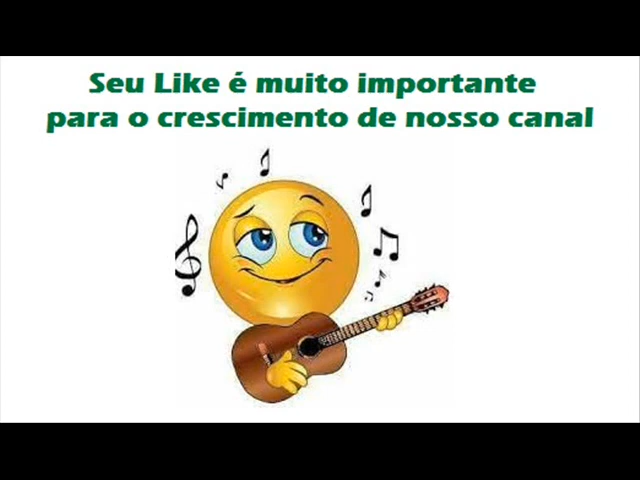 Seu Like é muito importante
para o crescimento de nosso canal